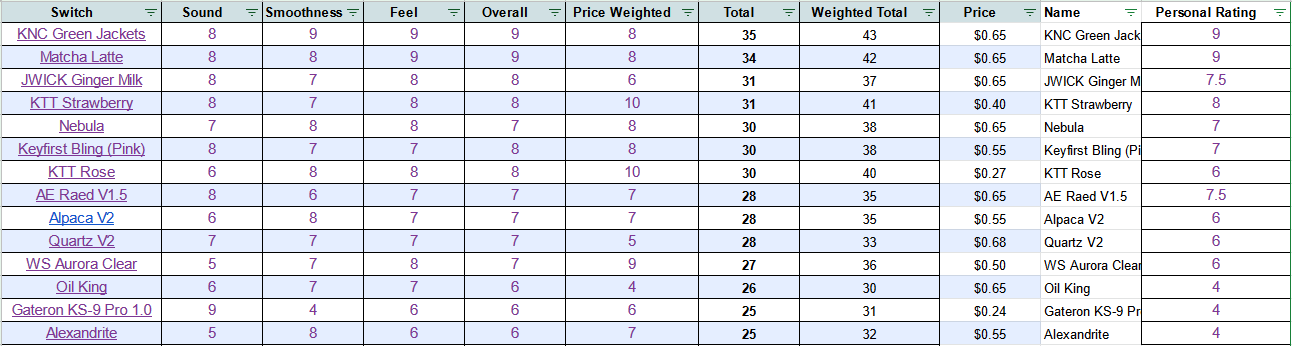 Switch Sound Smoothness Feel Overall Price Weighted Total Weighted Total Price Name Personal Rating
KNC Green Jackets 8 9 9 9 8 35 43 $0.65 KNC Green Jack 9
Matcha Latte 8 8 9 9 8 34 42 $0.65 Matcha Latte 9
JWICK Ginger Milk 8 7 8 8 6 31 37 $0.65 JWICK Ginger M 7.5
KTT Strawberry 8 7 8 8 10 31 41 $0.40 KTT Strawberry 8
Nebula 7 8 8 7 8 30 38 $0.65 Nebula 7
Keyfirst Bling (Pink) 8 7 7 8 8 30 38 $0.55 Keyfirst Bling (Pi 7
KTT Rose 6 8 8 8 10 30 40 $0.27 KTT Rose 6
AE Raed V1.5 8 6 7 7 7 28 35 $0.65 AE Raed V1.5 7.5
Alpaca V2 6 8 7 7 7 28 35 $0.55 Alpaca V2 6
Quartz V2 7 7 7 7 5 28 33 $0.68 Quartz V2 6
WS Aurora Clear 5 7 8 7 9 27 36 $0.50 WS Aurora Clear 6
Oil King 6 7 7 6 4 26 30 $0.65 Oil King 4
Gateron KS-9 Pro 1.0 9 4 6 6 6 25 31 $0.24 Gateron KS-9 Pr 4
Alexandrite 5 8 6 6 7 25 32 $0.55 Alexandrite 4